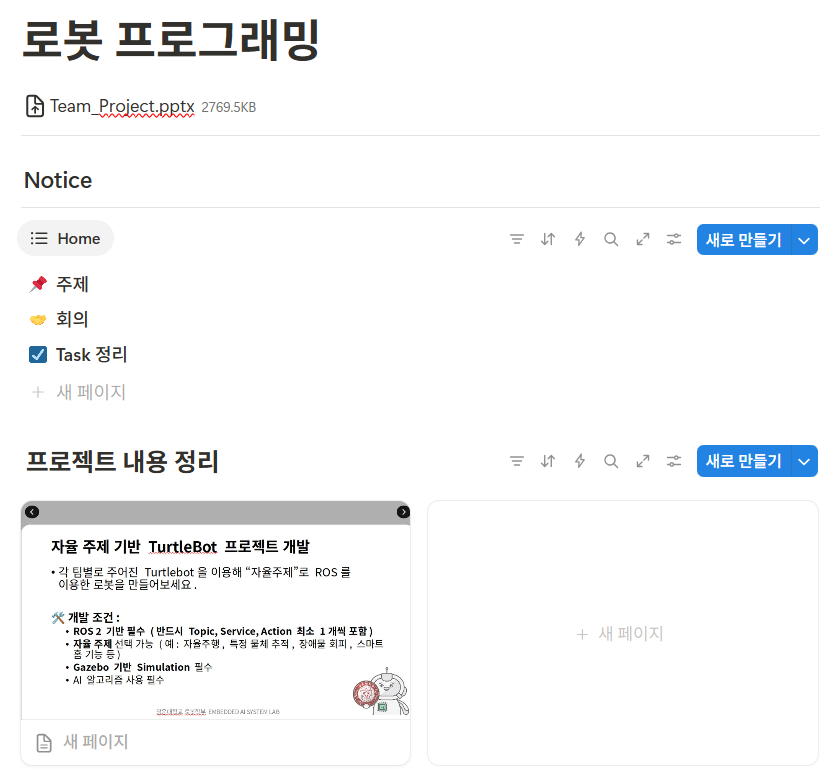 로봇 프로그래밍
Team_Project.pptx 2769.5KB
Notice
Home
새로 만들기
주제
회의
Task 정리
+ 새 페이지
프로젝트 내용 정리
새로 만들기
자율 주제 기반 TurtleBot 프로젝트 개발
• 각 팀별로 주어진 Turtlebot 을 이용해 “자율주제”로 ROS 를
이용한 로봇을 만들어보세요 .
🛠️ 개발 조건 :
• ROS 2 기반 필수 ( 반드시 Topic, Service, Action 최소 1 개씩 포함 )
• 자율 주제 선택 가능 ( 예 : 자율주행 , 특정 물체 추적 , 장애물 회피 , 스마트
홈 기능 등 )
• Gazebo 기반 Simulation 필수
• AI 알고리즘 사용 필수
EMBEDDED AI SYSTEM LAB
새 페이지
+ 새 페이지